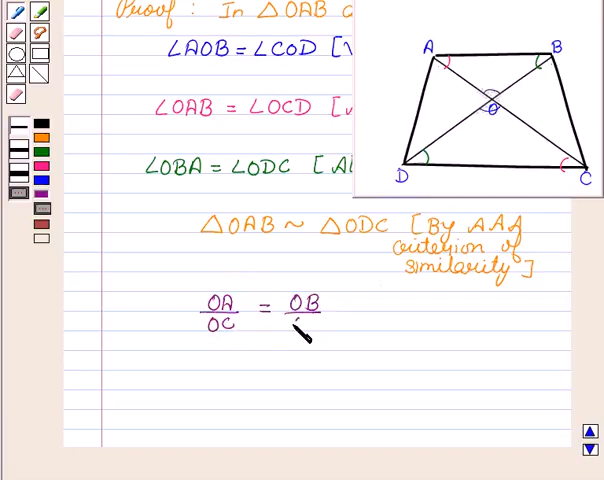 Proof : In △OAB
∠AOB = ∠COD [
∠OAB = ∠OCD [
∠OBA = ∠ODC [ Al
△OAB ~ △ODC [By AAA
criterion of
similarity]
OA/OC = OB/
A B
O
D C